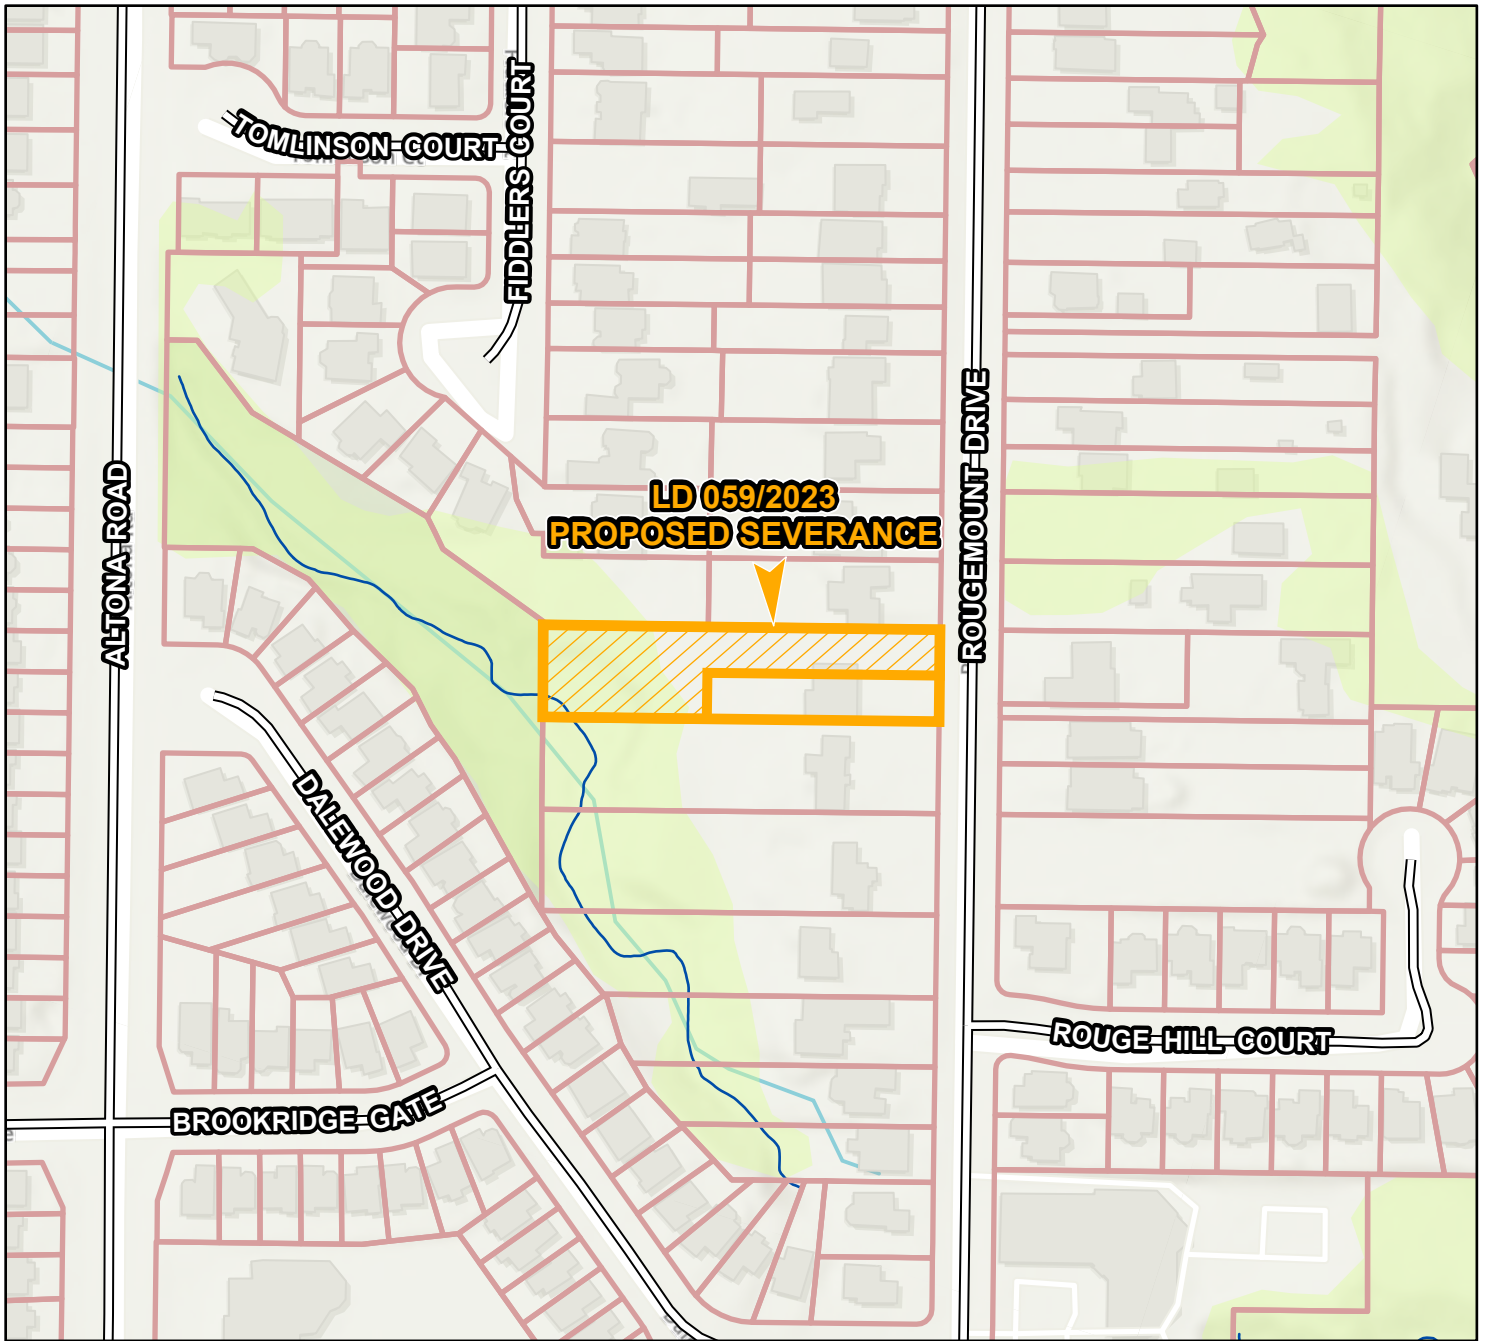 TOMLINSON COURT
FIDDLERS COURT
ALTONA ROAD
ROUGEMOUNT DRIVE
LD 059/2023
PROPOSED SEVERANCE
DALEWOOD DRIVE
ROUGE HILL COURT
BROOKRIDGE GATE